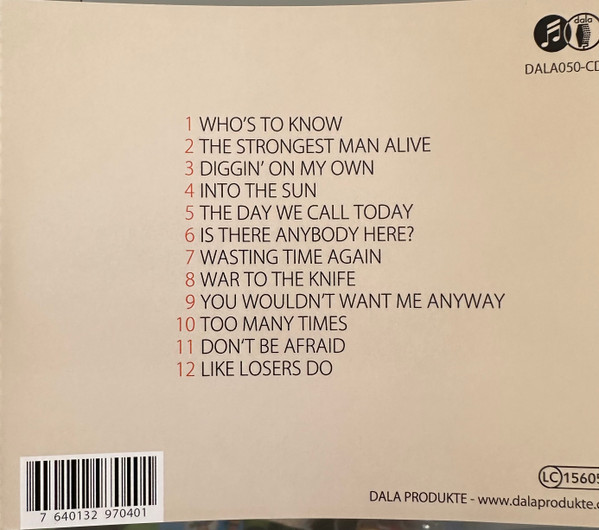 dala
DALA050-CD
1 WHO'S TO KNOW
2 THE STRONGEST MAN ALIVE
3 DIGGIN' ON MY OWN
4 INTO THE SUN
5 THE DAY WE CALL TODAY
6 IS THERE ANYBODY HERE?
7 WASTING TIME AGAIN
8 WAR TO THE KNIFE
9 YOU WOULDN'T WANT ME ANYWAY
10 TOO MANY TIMES
11 DON'T BE AFRAID
12 LIKE LOSERS DO
7 640132 970401
LC 15605
DALA PRODUKTE - www.dalaprodukte.c